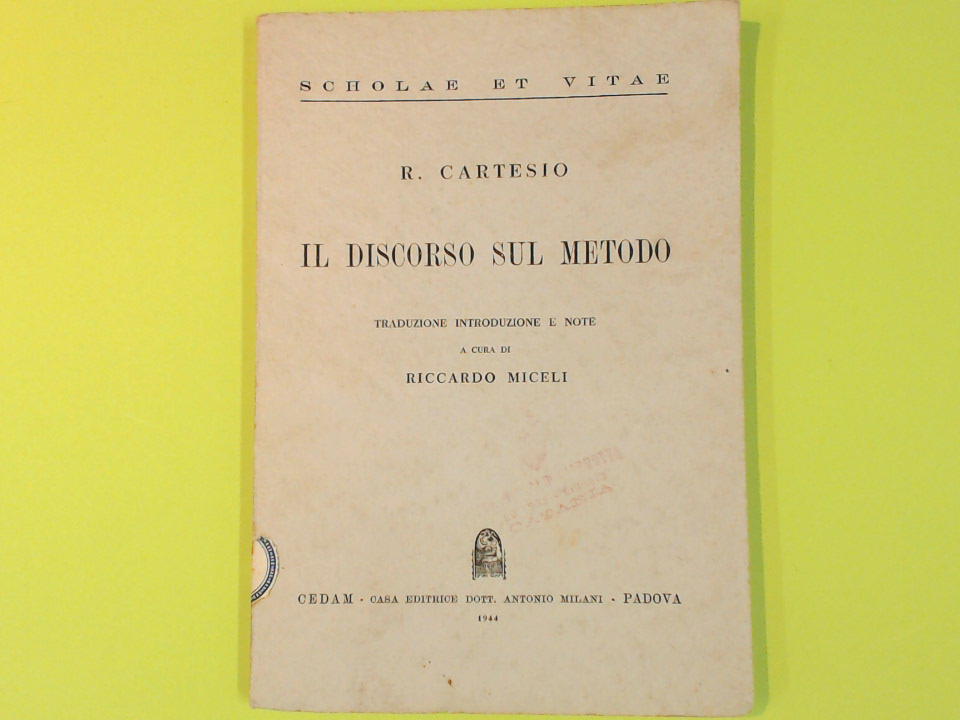 SCHOLAE ET VITAE
R. CARTESIO
IL DISCORSO SUL METODO
TRADUZIONE INTRODUZIONE E NOTE
A CURA DI
RICCARDO MICELI
CEDAM - CASA EDITRICE DOTT. ANTONIO MILANI - PADOVA
1944